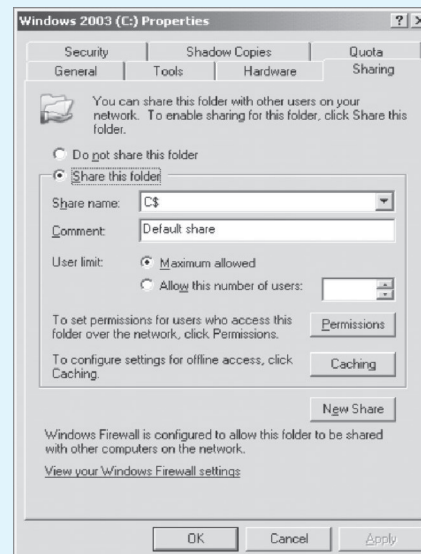 Windows 2003 (C:) Properties
Security Shadow Copies Quota
General Tools Hardware Sharing
You can share this folder with other users on your
network. To enable sharing for this folder, click Share this
folder.
Do not share this folder
Share this folder
Share name: C$
Comment: Default share
User limit: Maximum allowed
Allow this number of users:
To set permissions for users who access this
folder over the network, click Permissions.
Permissions
To configure settings for offline access, click
Caching.
Caching
New Share
Windows Firewall is configured to allow this folder to be shared
with other computers on the network.
View your Windows Firewall settings
OK Cancel Apply